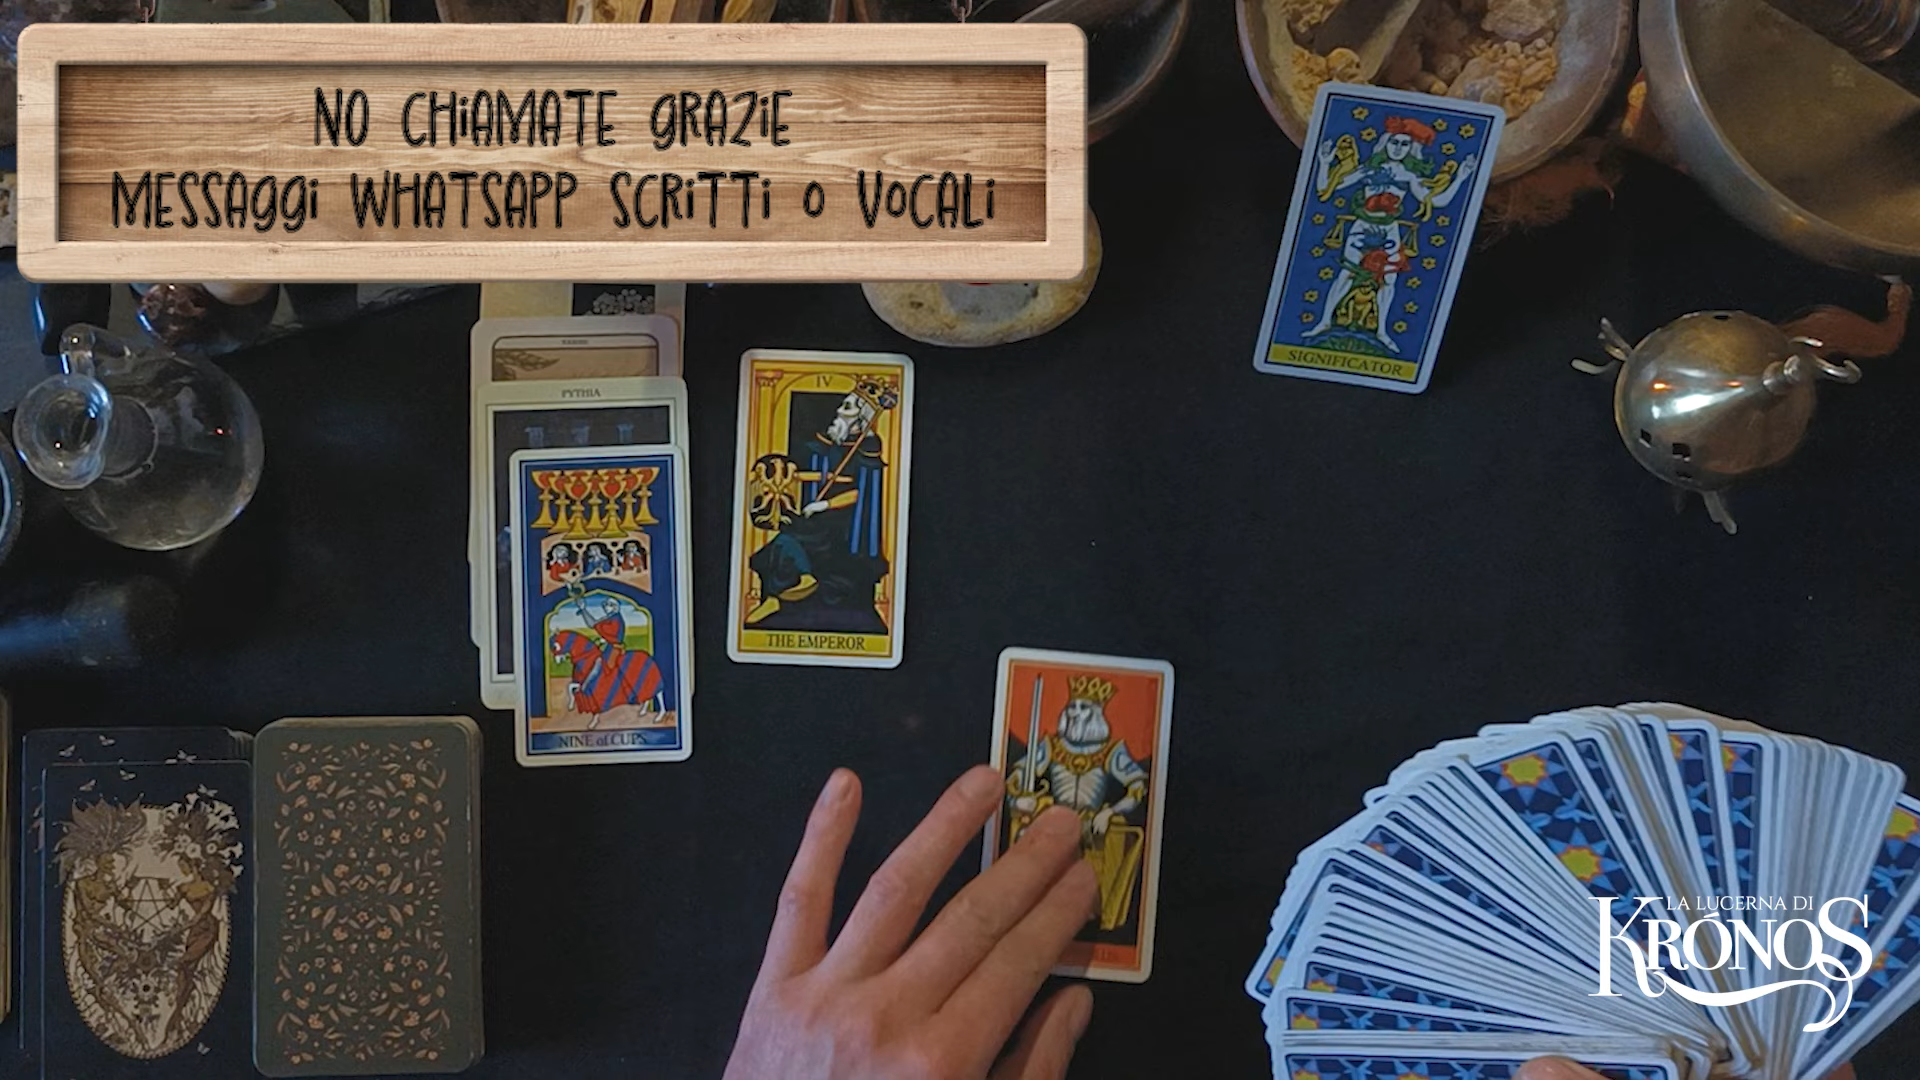 NO CHiAMATE gRAZiE
MESSAggi WHATSAPP SCRiTTi o VoCALi
SIGNIFICATOR
PYTHIA
IV
THE EMPEROR
NINE of CUPS
LA LUCERNA DI
KRÓNOS